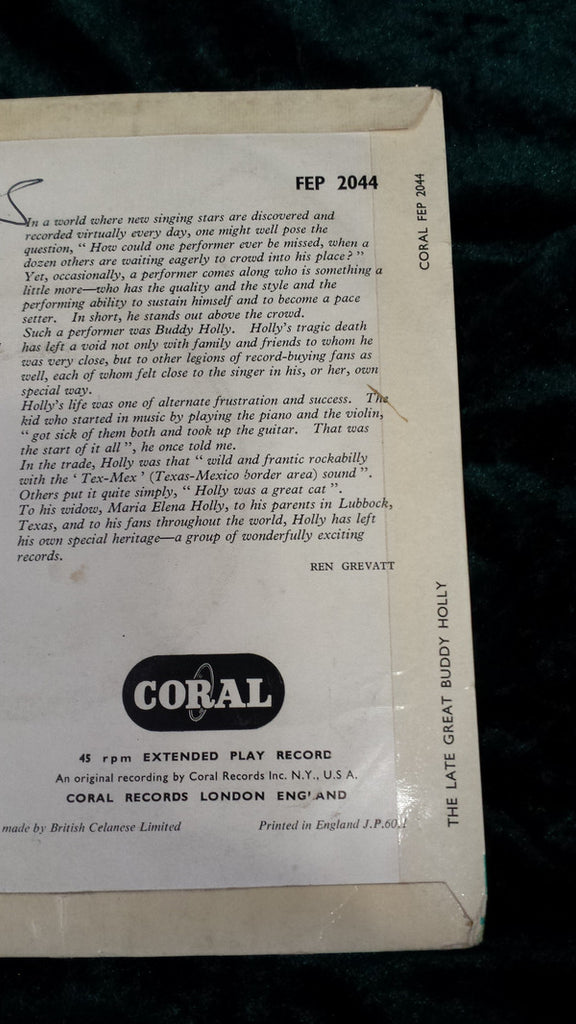 FEP 2044
In a world where new singing stars are discovered and
recorded virtually every day, one might well pose the
question, " How could one performer ever be missed, when a
dozen others are waiting eagerly to crowd into his place ? "
Yet, occasionally, a performer comes along who is something a
little more—who has the quality and the style and the
performing ability to sustain himself and to become a pace
setter. In short, he stands out above the crowd.
Such a performer was Buddy Holly. Holly's tragic death
has left a void not only with family and friends to whom he
was very close, but to other legions of record-buying fans as
well, each of whom felt close to the singer in his, or her, own
special way.
Holly's life was one of alternate frustration and success. The
kid who started in music by playing the piano and the violin,
" got sick of them both and took up the guitar. That was
the start of it all ", he once told me.
In the trade, Holly was that " wild and frantic rockabilly
with the ' Tex-Mex ' (Texas-Mexico border area) sound ".
Others put it quite simply, " Holly was a great cat ".
To his widow, Maria Elena Holly, to his parents in Lubbock,
Texas, and to his fans throughout the world, Holly has left
his own special heritage—a group of wonderfully exciting
records.
REN GREVATT
CORAL
45 rpm EXTENDED PLAY RECORD
An original recording by Coral Records Inc. N.Y., U.S A.
CORAL RECORDS LONDON ENGLAND
made by British Celanese Limited
Printed in England J.P.601
CORAL FEP 2044
THE LATE GREAT BUDDY HOLLY